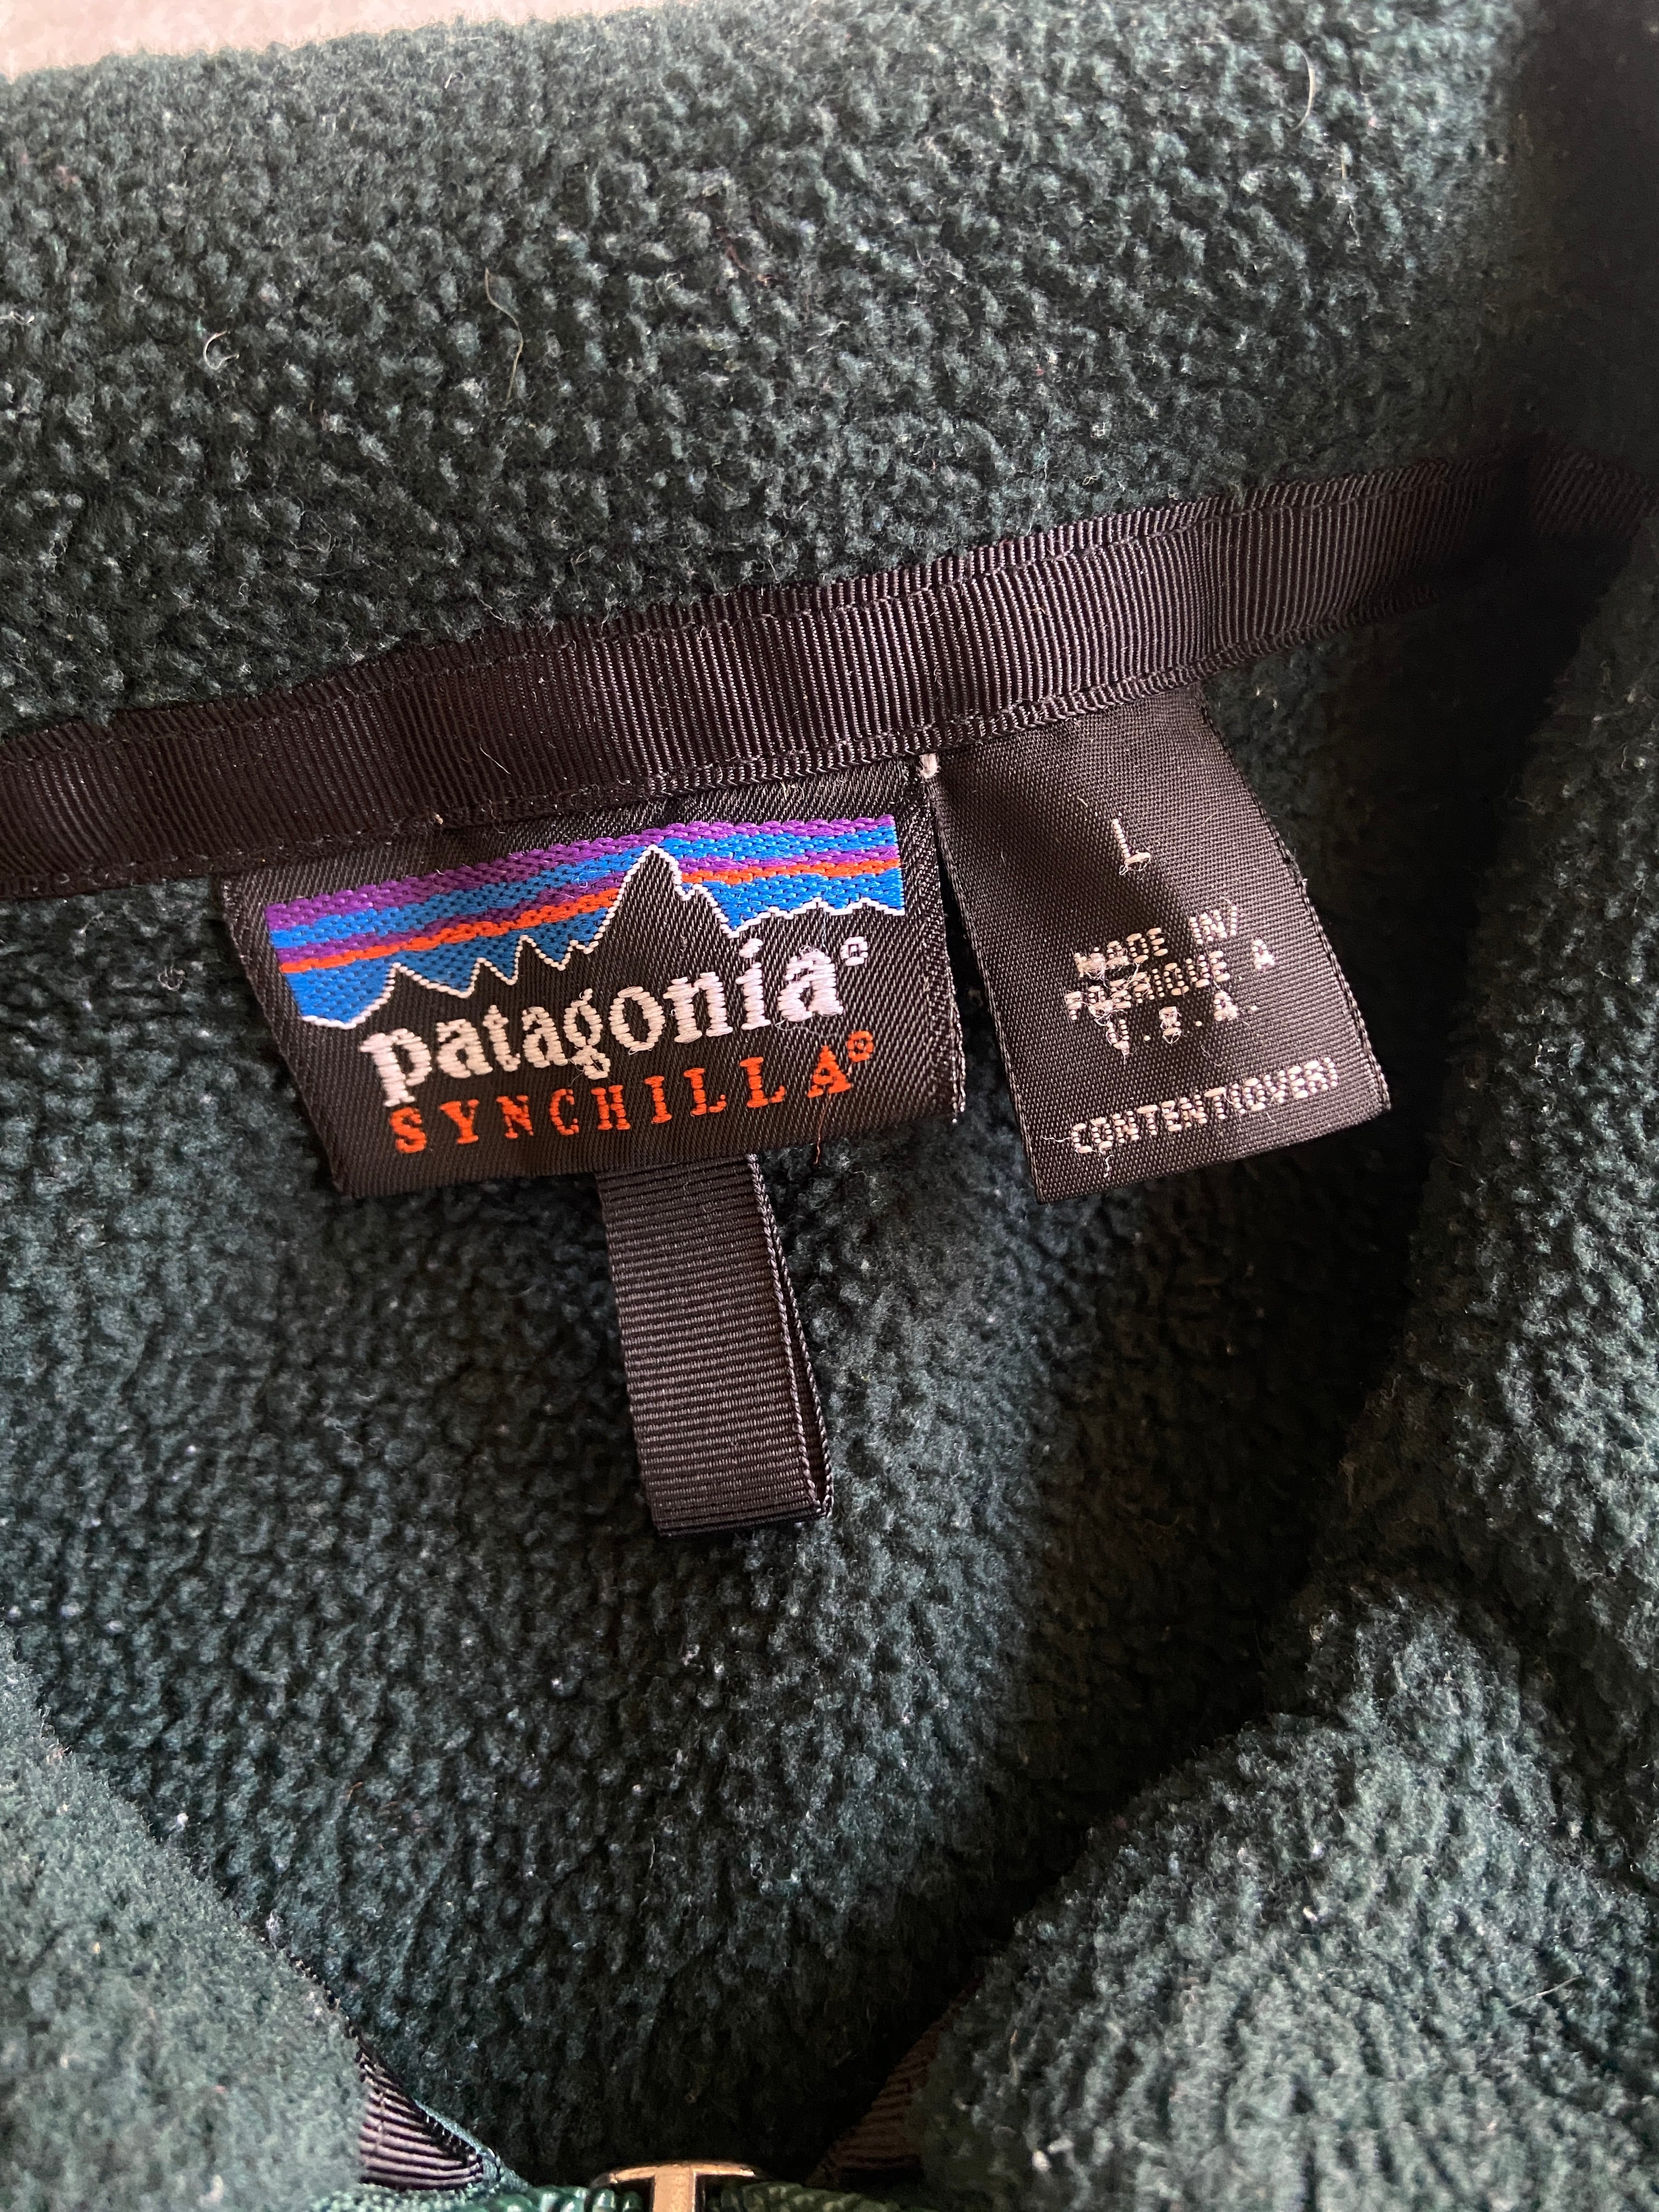 patagonia®
SYNCHILLA®
L
MADE IN/
FABRIQUE A
U.S.A.
CONTENT(OVER)